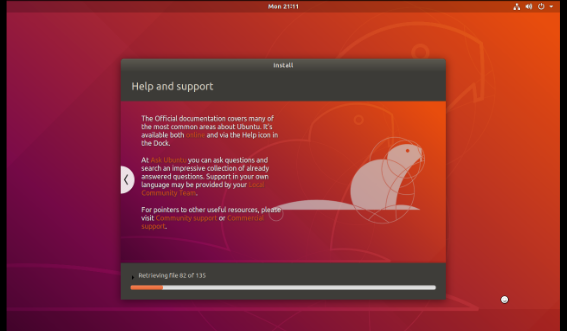 Mon 21:11
Install
Help and support
The Official documentation covers many of
the most common areas about Ubuntu. It's
available both online and via the Help icon in
the Dock.
At Ask Ubuntu you can ask questions and
search an impressive collection of already
answered questions. Support in your own
language may be provided by your Local
Community Team.
For pointers to other useful resources, please
visit Community support or Commercial
support.
Retrieving file 82 of 135